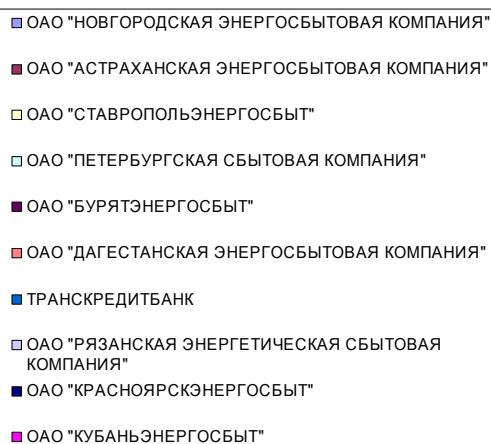 ОАО "НОВГОРОДСКАЯ ЭНЕРГОСБЫТОВАЯ КОМПАНИЯ"
ОАО "АСТРАХАНСКАЯ ЭНЕРГОСБЫТОВАЯ КОМПАНИЯ"
ОАО "СТАВРОПОЛЬЭНЕРГОСБЫТ"
ОАО "ПЕТЕРБУРГСКАЯ СБЫТОВАЯ КОМПАНИЯ"
ОАО "БУРЯТЭНЕРГОСБЫТ"
ОАО "ДАГЕСТАНСКАЯ ЭНЕРГОСБЫТОВАЯ КОМПАНИЯ"
ТРАНСКРЕДИТБАНК
ОАО "РЯЗАНСКАЯ ЭНЕРГЕТИЧЕСКАЯ СБЫТОВАЯ
КОМПАНИЯ"
ОАО "КРАСНОЯРСКЭНЕРГОСБЫТ"
ОАО "КУБАНЬЭНЕРГОСБЫТ"